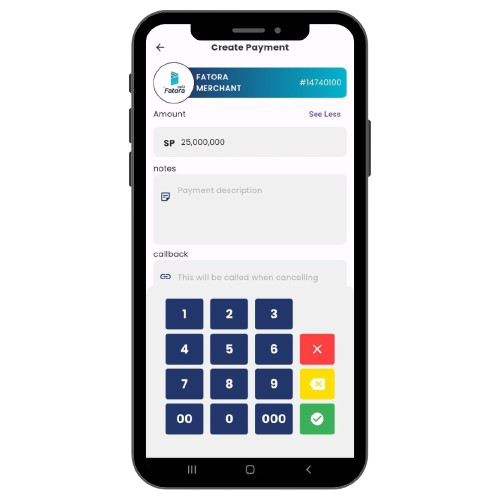 Create Payment
Fatora
FATORA
MERCHANT
#14740100
Amount
See Less
SP 25,000,000
notes
Payment description
callback
This will be called when cancelling
1 2 3
4 5 6
7 8 9
00 0 000